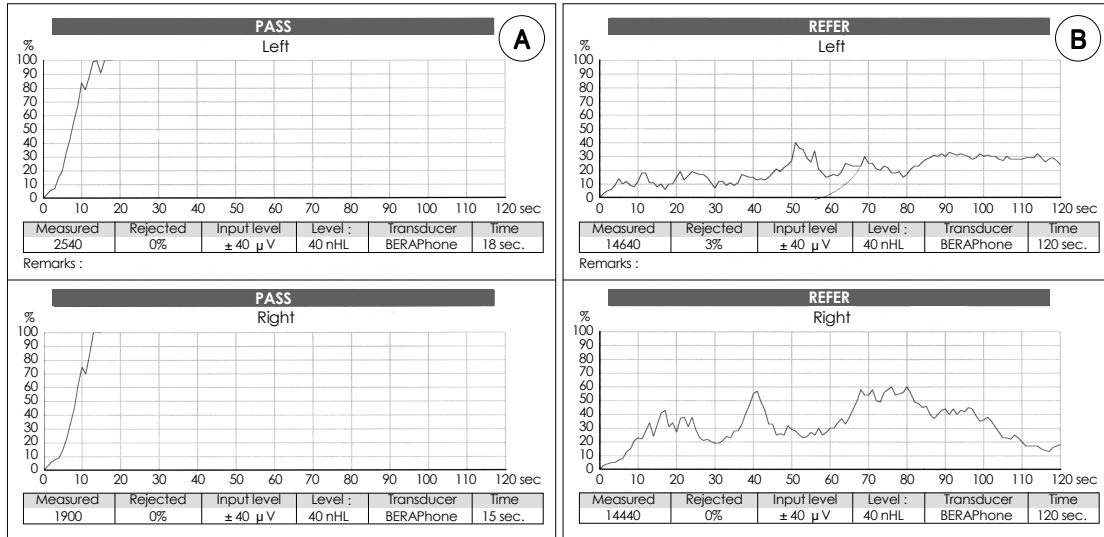 PASS
A
Left
%
100
90
80
70
60
50
40
30
20
10
0
0 10 20 30 40 50 60 70 80 90 100 110 120 sec
Measured Rejected Input level Level : Transducer Time
2540 0% ± 40 μ V 40 nHL BERAPhone 18 sec.
Remarks :
PASS
Right
%
100
90
80
70
60
50
40
30
20
10
0
0 10 20 30 40 50 60 70 80 90 100 110 120 sec
Measured Rejected Input level Level : Transducer Time
1900 0% ± 40 μ V 40 nHL BERAPhone 15 sec.
REFER
B
Left
%
100
90
80
70
60
50
40
30
20
10
0
0 10 20 30 40 50 60 70 80 90 100 110 120 sec
Measured Rejected Input level Level : Transducer Time
14640 3% ± 40 μ V 40 nHL BERAPhone 120 sec.
Remarks :
REFER
Right
%
100
90
80
70
60
50
40
30
20
10
0
0 10 20 30 40 50 60 70 80 90 100 110 120 sec
Measured Rejected Input level Level : Transducer Time
14440 0% ± 40 μ V 40 nHL BERAPhone 120 sec.